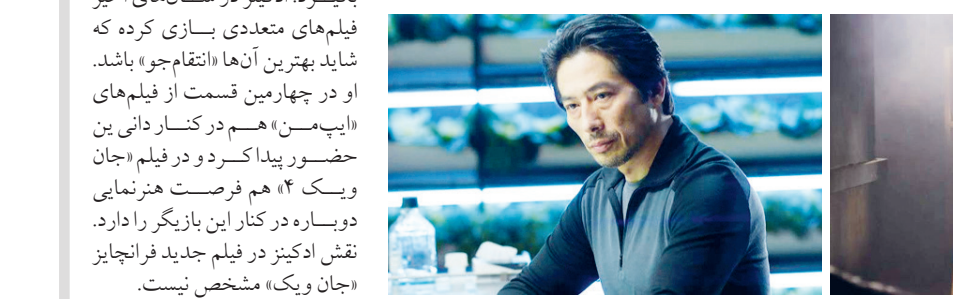 فیلم‌های متعددی بازی کرده که
شاید بهترین آن‌ها «انتقام‌جو» باشد.
او در چهارمین قسمت از فیلم‌های
«ایپ‌من» هم در کنار دانی ین
حضور پیدا کرد و در فیلم «جان
ویک ۴» هم فرصت هنرنمایی
دوباره در کنار این بازیگر را دارد.
نقش ادکینز در فیلم جدید فرانچایز
«جان ویک» مشخص نیست.